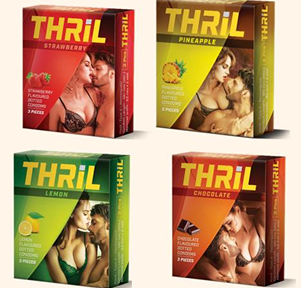 THRiL
STRAWBERRY
STRAWBERRY
FLAVOURED
DOTTED
CONDOMS
3 PIECES
THRiL
STRAWBERRY
THRiL
PINEAPPLE
PINEAPPLE
FLAVOURED
DOTTED
CONDOMS
3 PIECES
THRiL
THRiL
LEMON
LEMON
FLAVOURED
DOTTED
CONDOMS
3 PIECES
THRiL
THRiL
CHOCOLATE
CHOCOLATE
FLAVOURED
DOTTED
CONDOMS
3 PIECES
THRiL